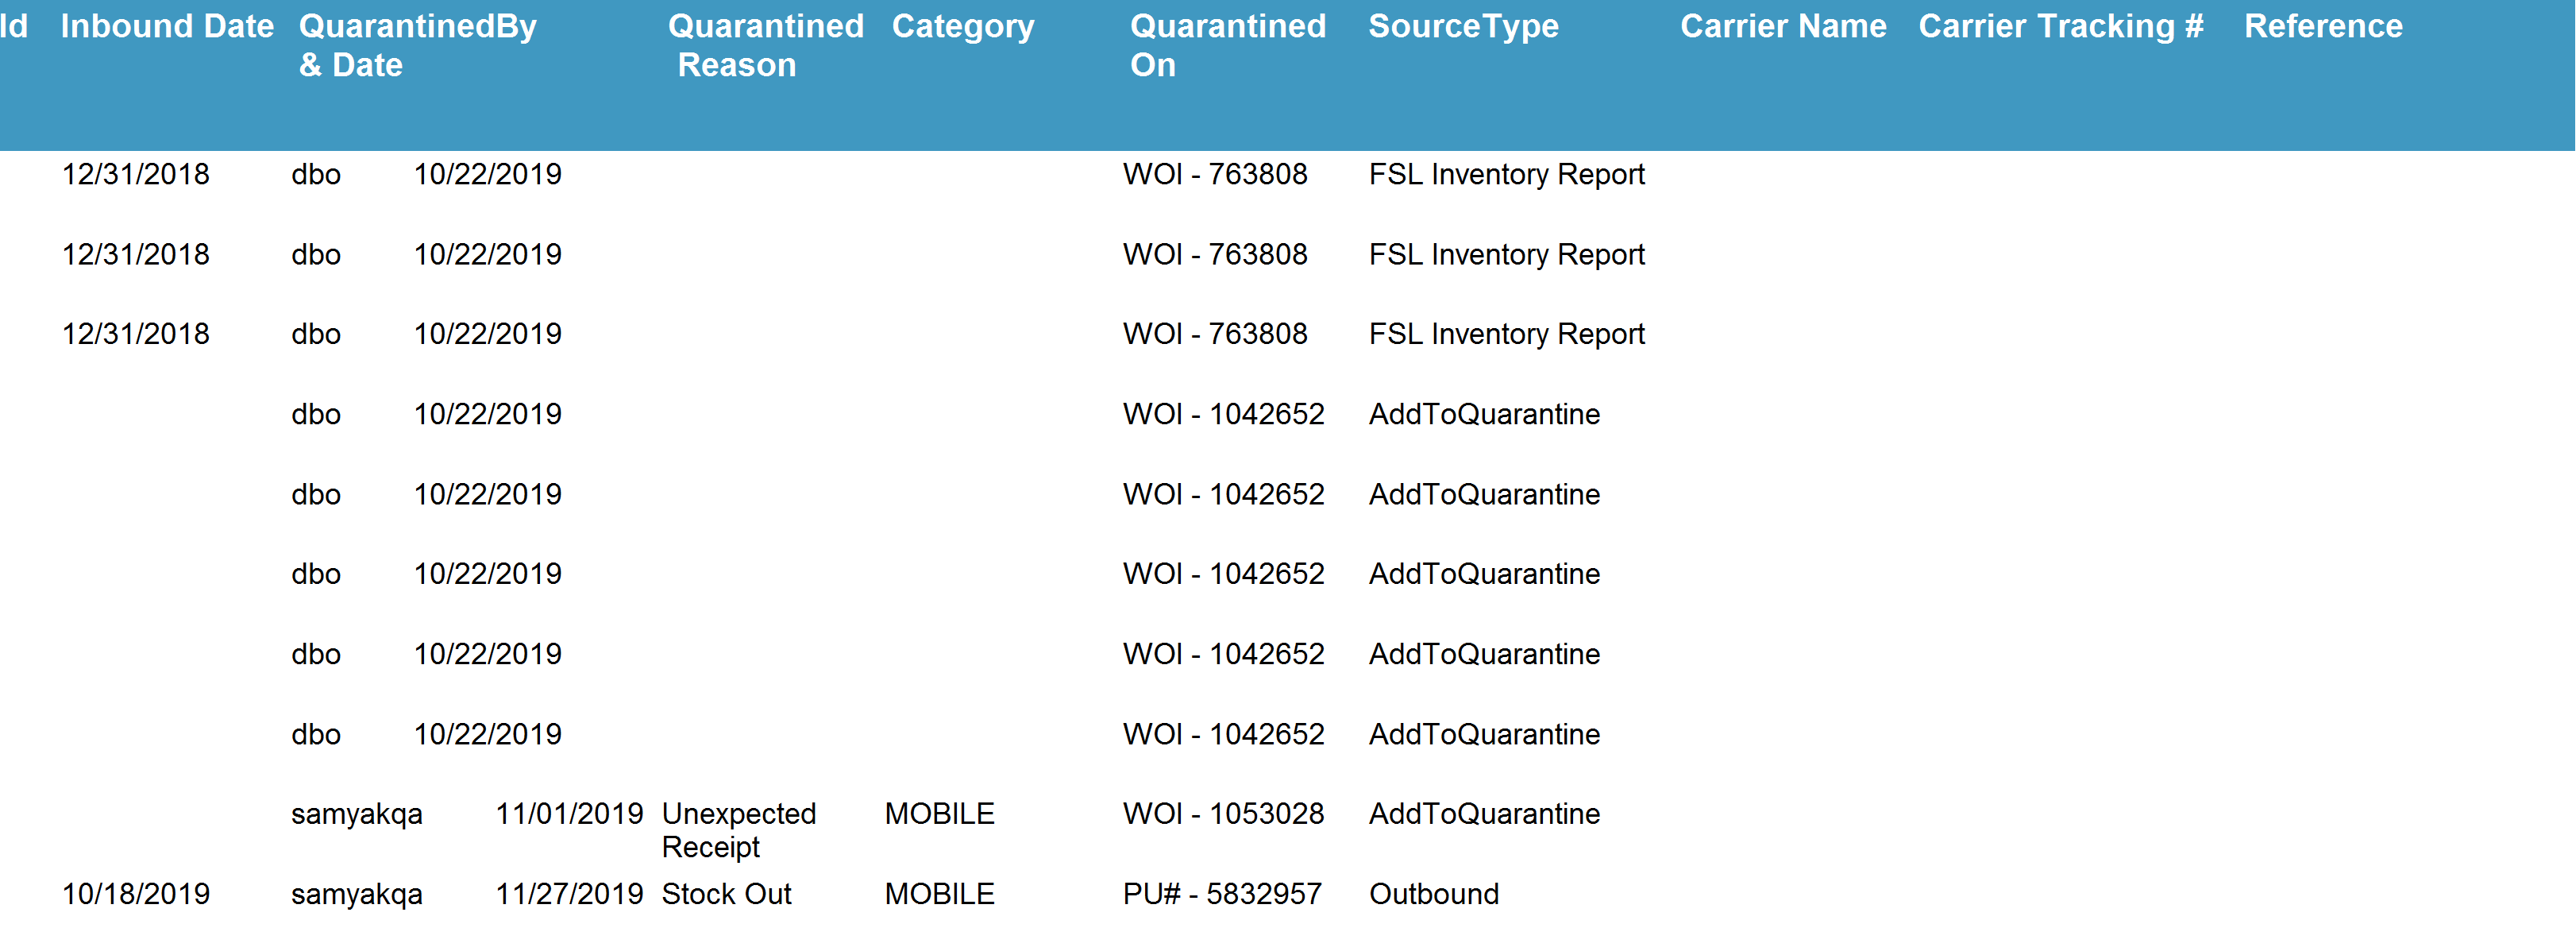 Id Inbound Date QuarantinedBy Quarantined Category Quarantined SourceType Carrier Name Carrier Tracking # Reference
& Date Reason On
12/31/2018 dbo 10/22/2019 WOI - 763808 FSL Inventory Report
12/31/2018 dbo 10/22/2019 WOI - 763808 FSL Inventory Report
12/31/2018 dbo 10/22/2019 WOI - 763808 FSL Inventory Report
dbo 10/22/2019 WOI - 1042652 AddToQuarantine
dbo 10/22/2019 WOI - 1042652 AddToQuarantine
dbo 10/22/2019 WOI - 1042652 AddToQuarantine
dbo 10/22/2019 WOI - 1042652 AddToQuarantine
dbo 10/22/2019 WOI - 1042652 AddToQuarantine
samyakqa 11/01/2019 Unexpected MOBILE WOI - 1053028 AddToQuarantine
Receipt
10/18/2019 samyakqa 11/27/2019 Stock Out MOBILE PU# - 5832957 Outbound